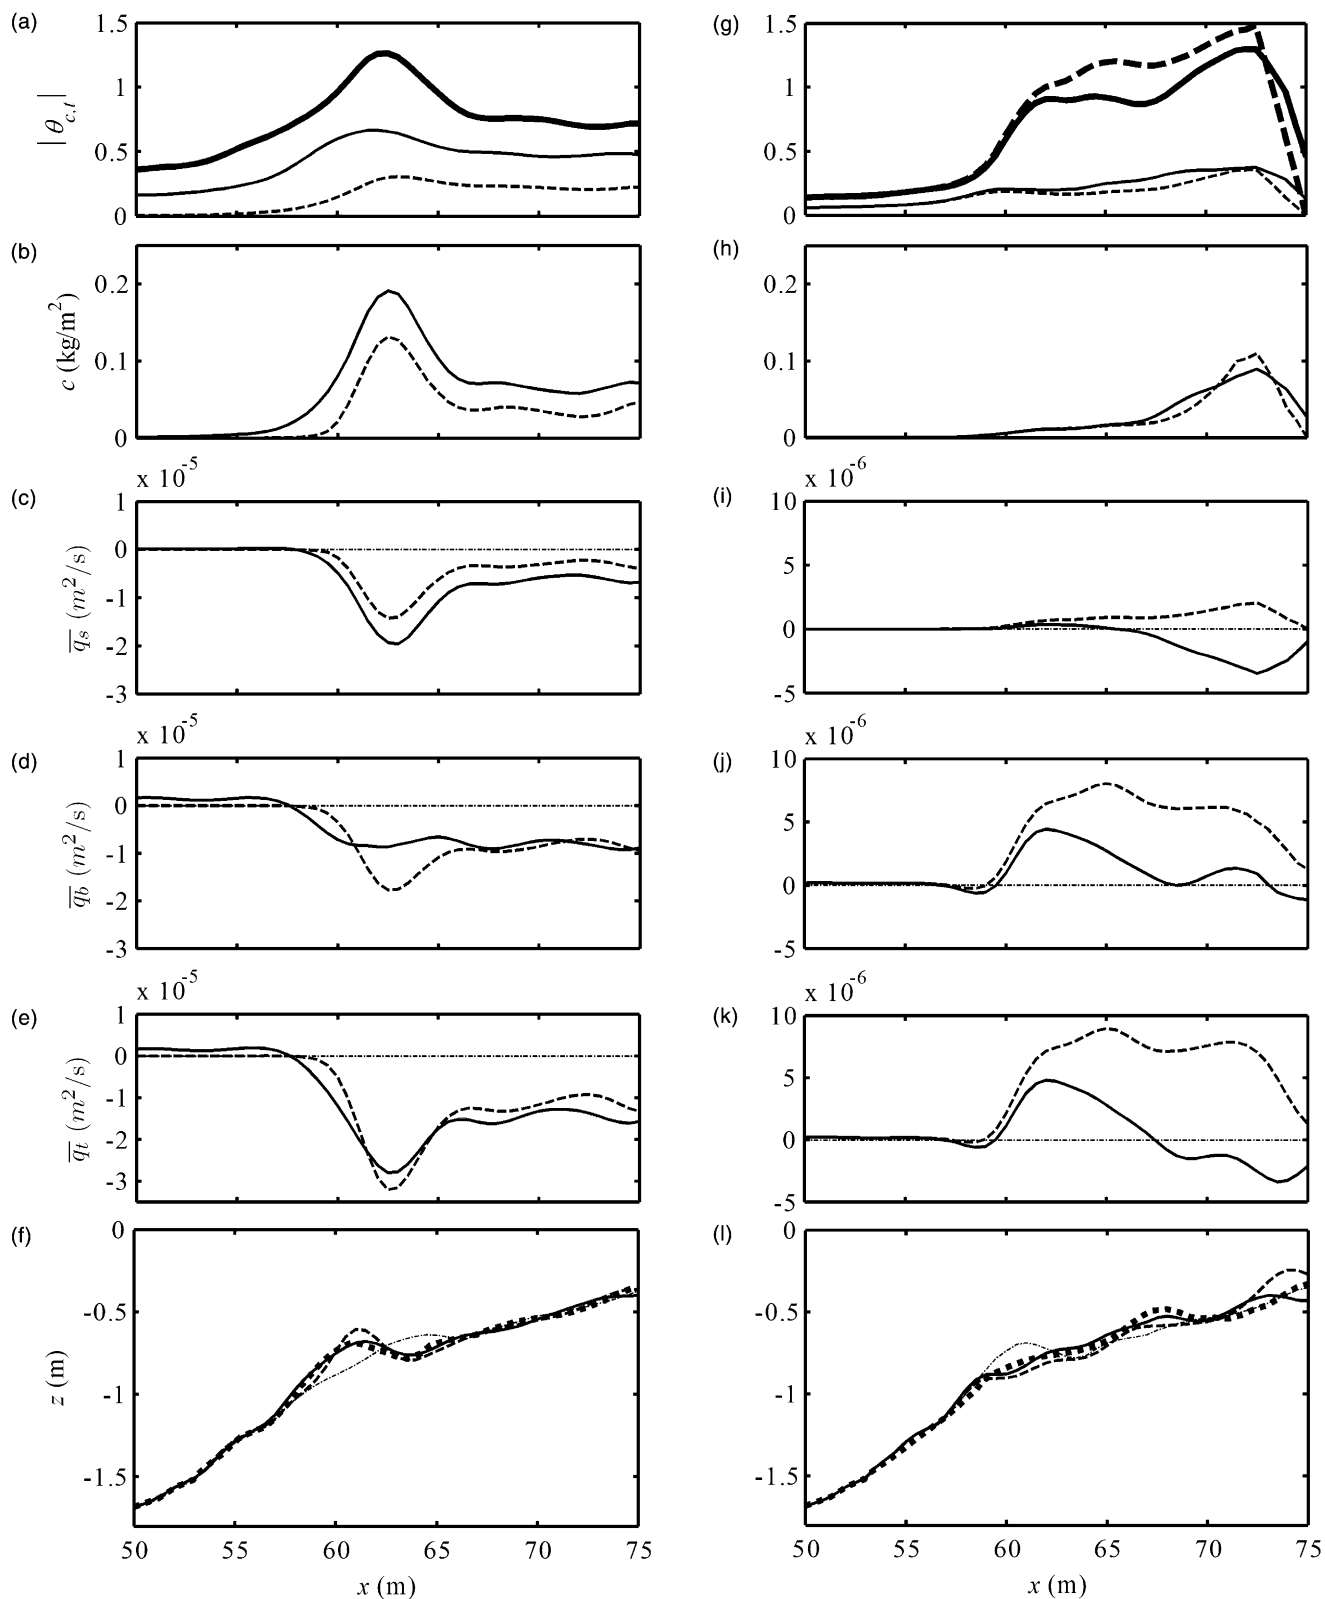 (a)
1.5
1
0.5
0
| θc,t |
(b)
0.2
0.1
0
c (kg/m²)
x 10⁻⁵
(c)
1
0
-1
-2
-3
q̅s̅ (m²/s)
x 10⁻⁵
(d)
1
0
-1
-2
-3
q̅b̅ (m²/s)
x 10⁻⁵
(e)
1
0
-1
-2
-3
q̅t̅ (m²/s)
(f)
0
-0.5
-1
-1.5
z (m)
50 55 60 65 70 75
x (m)
(g)
1.5
1
0.5
0
(h)
0.2
0.1
0
x 10⁻⁶
(i)
10
5
0
-5
x 10⁻⁶
(j)
10
5
0
-5
x 10⁻⁶
(k)
10
5
0
-5
(l)
0
-0.5
-1
-1.5
50 55 60 65 70 75
x (m)